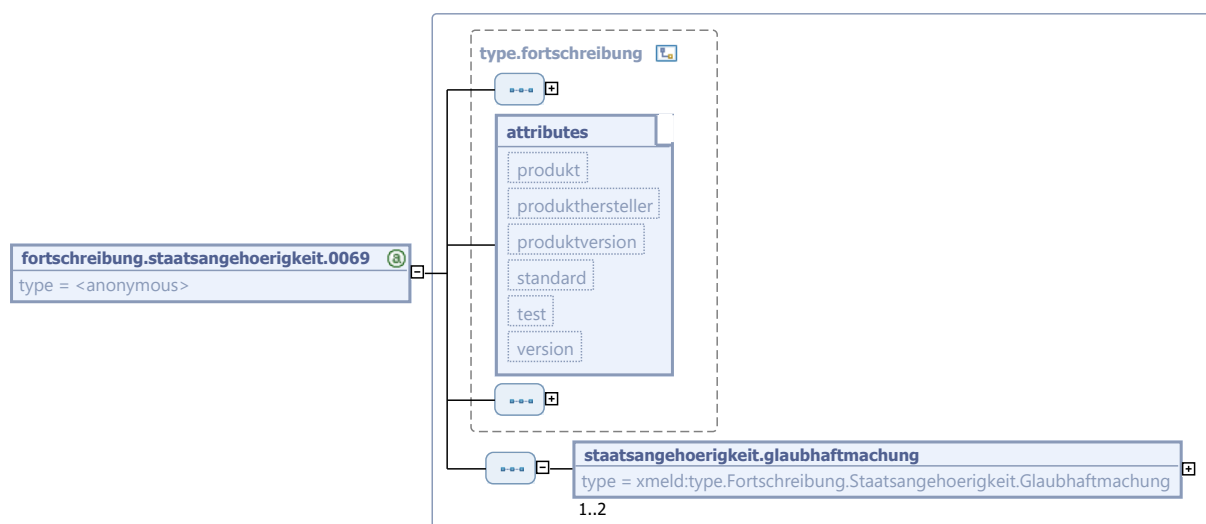 type.fortschreibung
attributes
produkt
produkthersteller
produktversion
standard
test
version
fortschreibung.staatsangehoerigkeit.0069
type = <anonymous>
staatsangehoerigkeit.glaubhaftmachung
type = xmeld:type.Fortschreibung.Staatsangehoerigkeit.Glaubhaftmachung
1..2